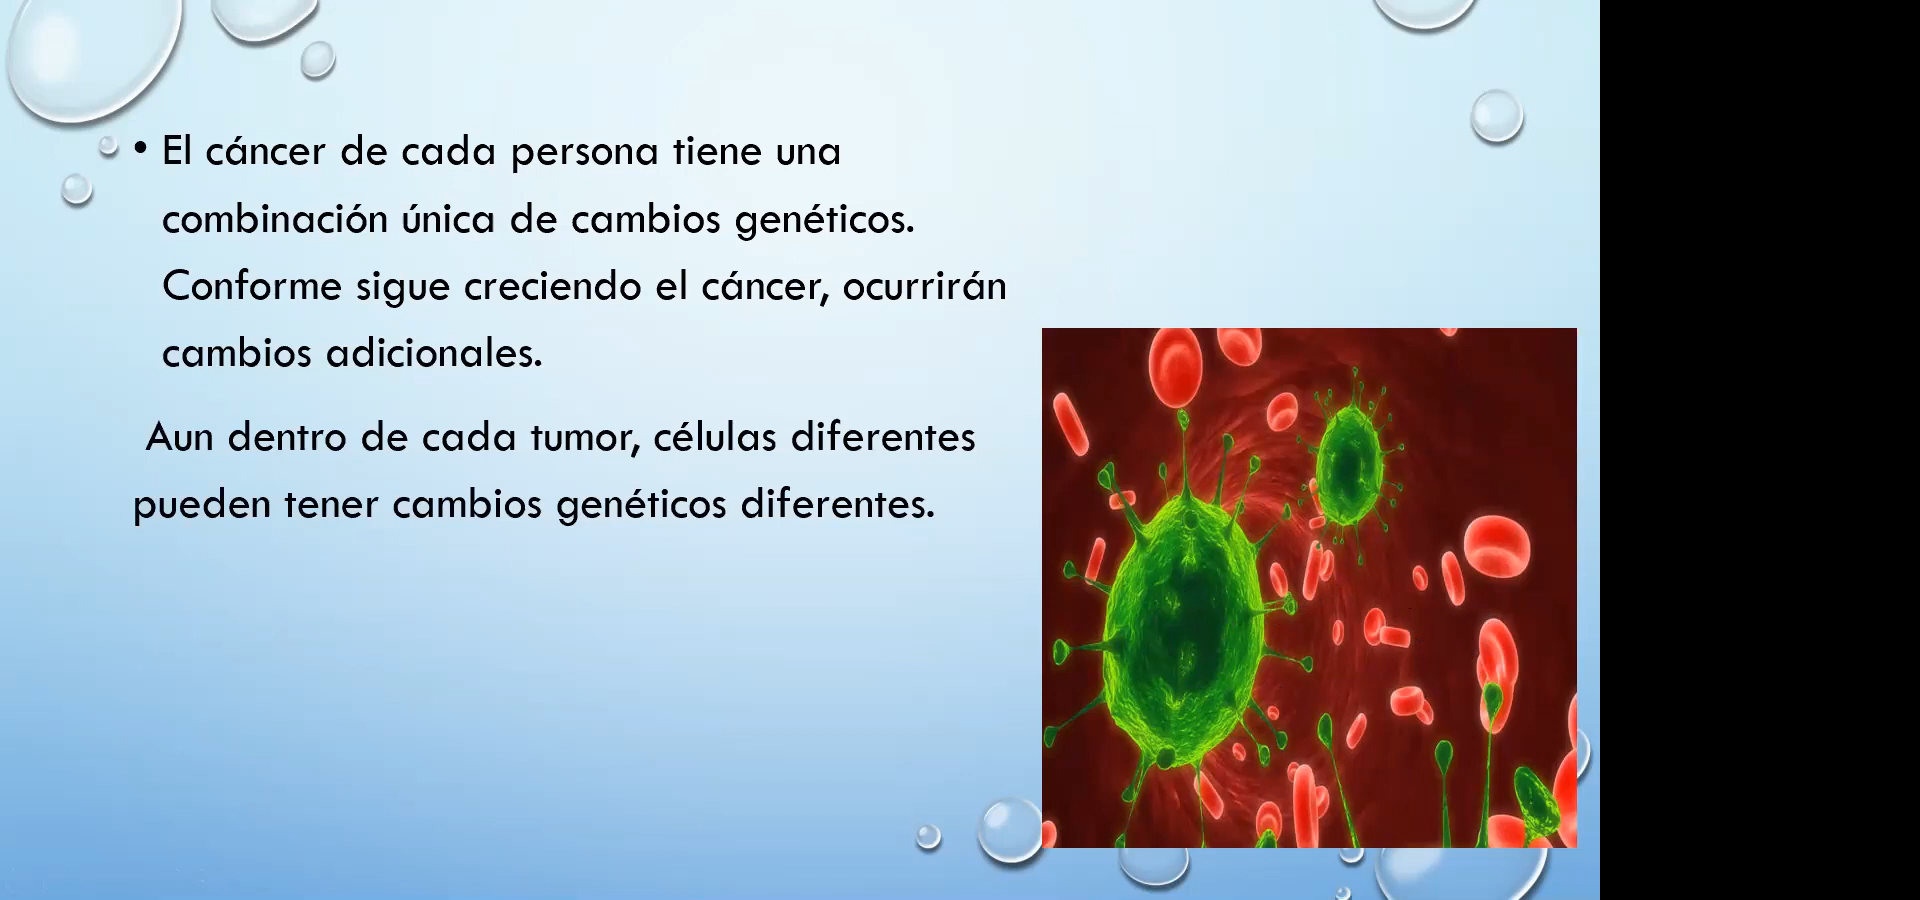 • El cáncer de cada persona tiene una
combinación única de cambios genéticos.
Conforme sigue creciendo el cáncer, ocurrirán
cambios adicionales.
Aun dentro de cada tumor, células diferentes
pueden tener cambios genéticos diferentes.